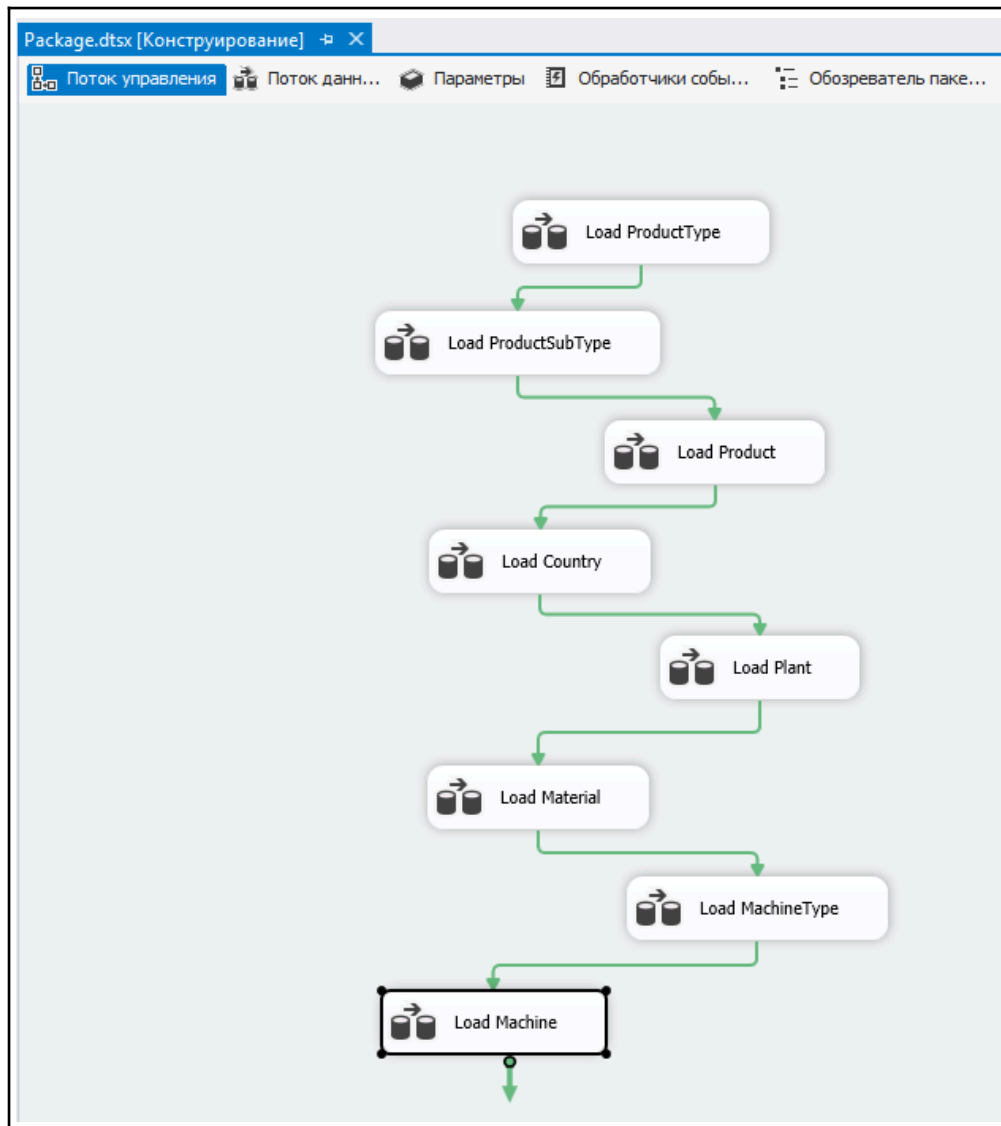 Package.dtsx [Конструирование]
Поток управления Поток данн... Параметры Обработчики собы... Обозреватель паке...
Load ProductType
Load ProductSubType
Load Product
Load Country
Load Plant
Load Material
Load MachineType
Load Machine